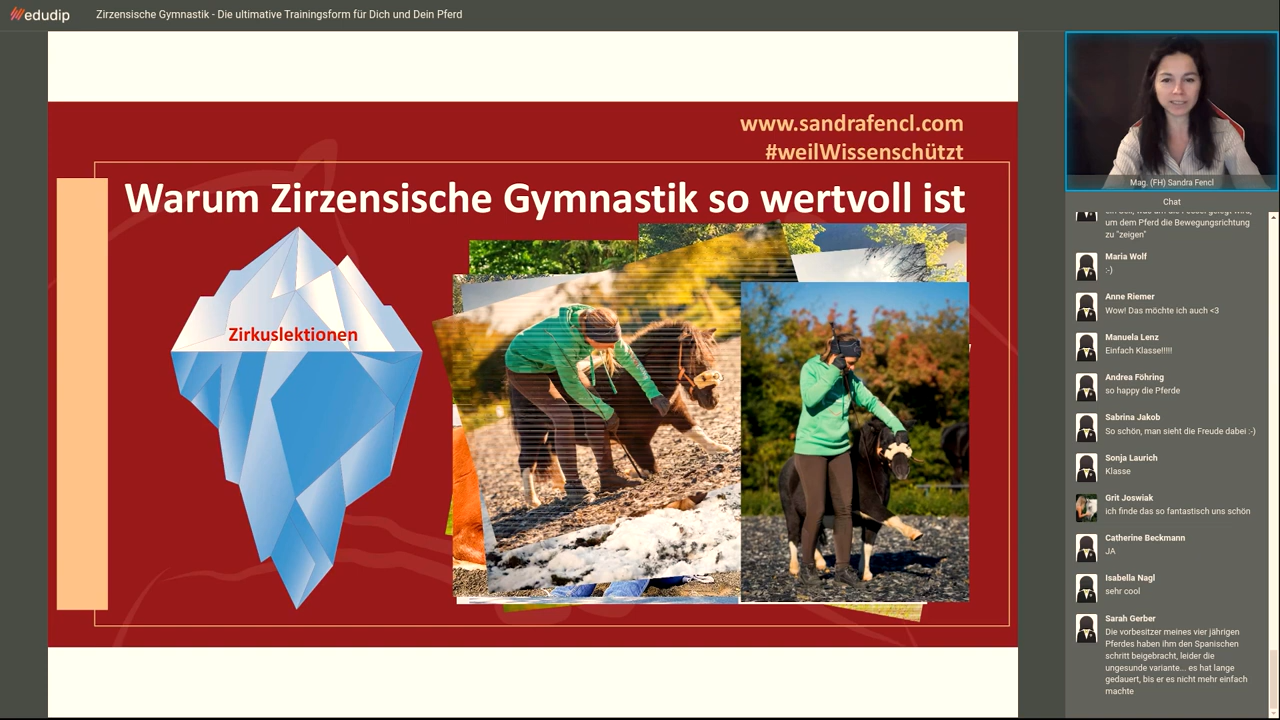 edudip
Zirzensische Gymnastik - Die ultimative Trainingsform für Dich und Dein Pferd
www.sandrafencl.com
#weilWissenschützt
Warum Zirzensische Gymnastik so wertvoll ist
Zirkuslektionen
Mag. (FH) Sandra Fencl
Chat
um dem Pferd die Bewegungsrichtung
zu "zeigen"
Maria Wolf
:-)
Anne Riemer
Wow! Das möchte ich auch <3
Manuela Lenz
Einfach Klasse!!!!!
Andrea Föhring
so happy die Pferde
Sabrina Jakob
So schön, man sieht die Freude dabei :-)
Sonja Laurich
Klasse
Grit Joswiak
Ich finde das so fantastisch uns schön
Catherine Beckmann
JA
Isabella Nagl
sehr cool
Sarah Gerber
Die vorbesitzer meines vier jährigen
Pferdes haben ihm den Spanischen
schritt beigebracht, leider die
ungesunde variante... es hat lange
gedauert, bis er es nicht mehr einfach
machte